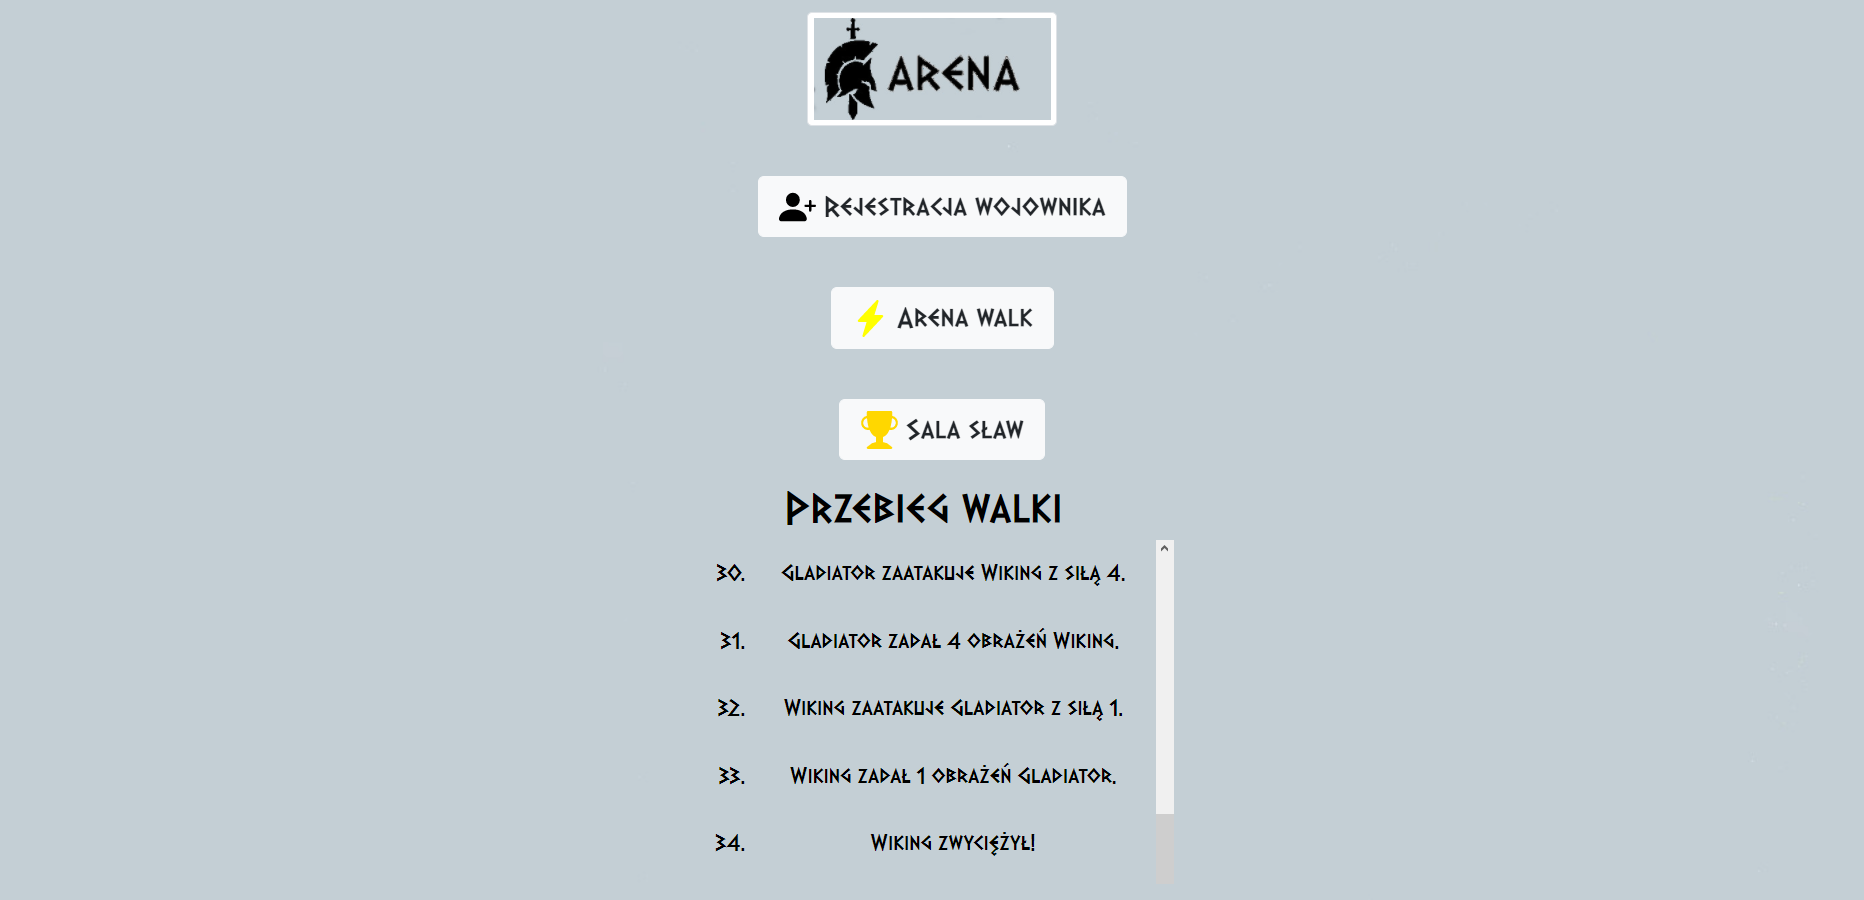 ARENA
Rejestracja wojownika
Arena walk
Sala sław
Przebieg walki
30. Gladiator zaatakuje Wiking z siłą 4.
31. Gladiator zadał 4 obrażeń Wiking.
32. Wiking zaatakuje Gladiator z siłą 1.
33. Wiking zadał 1 obrażeń Gladiator.
34. Wiking zwyciężył!